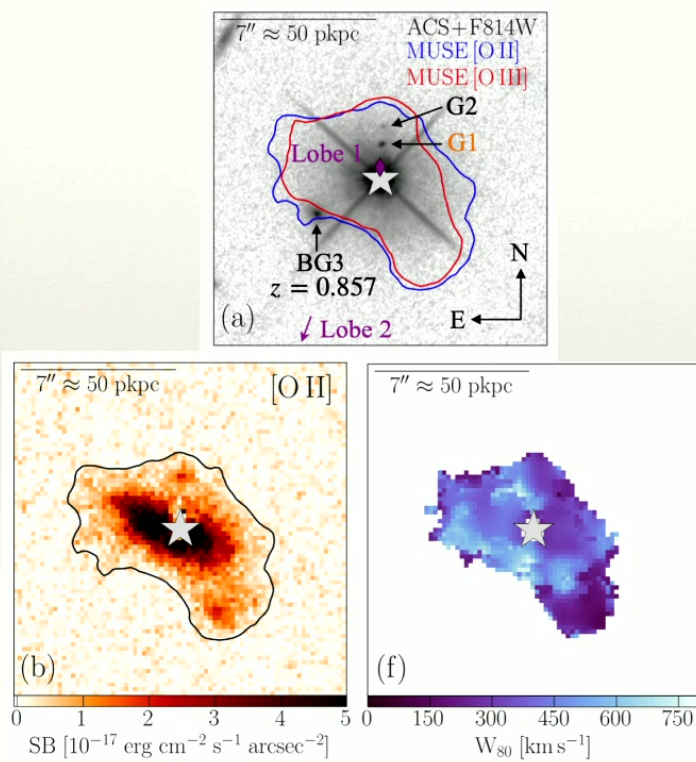 7″ ≈ 50 pkpc
ACS+F814W
MUSE [O II]
MUSE [O III]
G2
G1
Lobe 1
BG3
z = 0.857
N
E
(a)
Lobe 2
7″ ≈ 50 pkpc
[O II]
(b)
0 1 2 3 4 5
SB [10⁻¹⁷ erg cm⁻² s⁻¹ arcsec⁻²]
7″ ≈ 50 pkpc
(f)
0 150 300 450 600 750
W₈₀ [km s⁻¹]